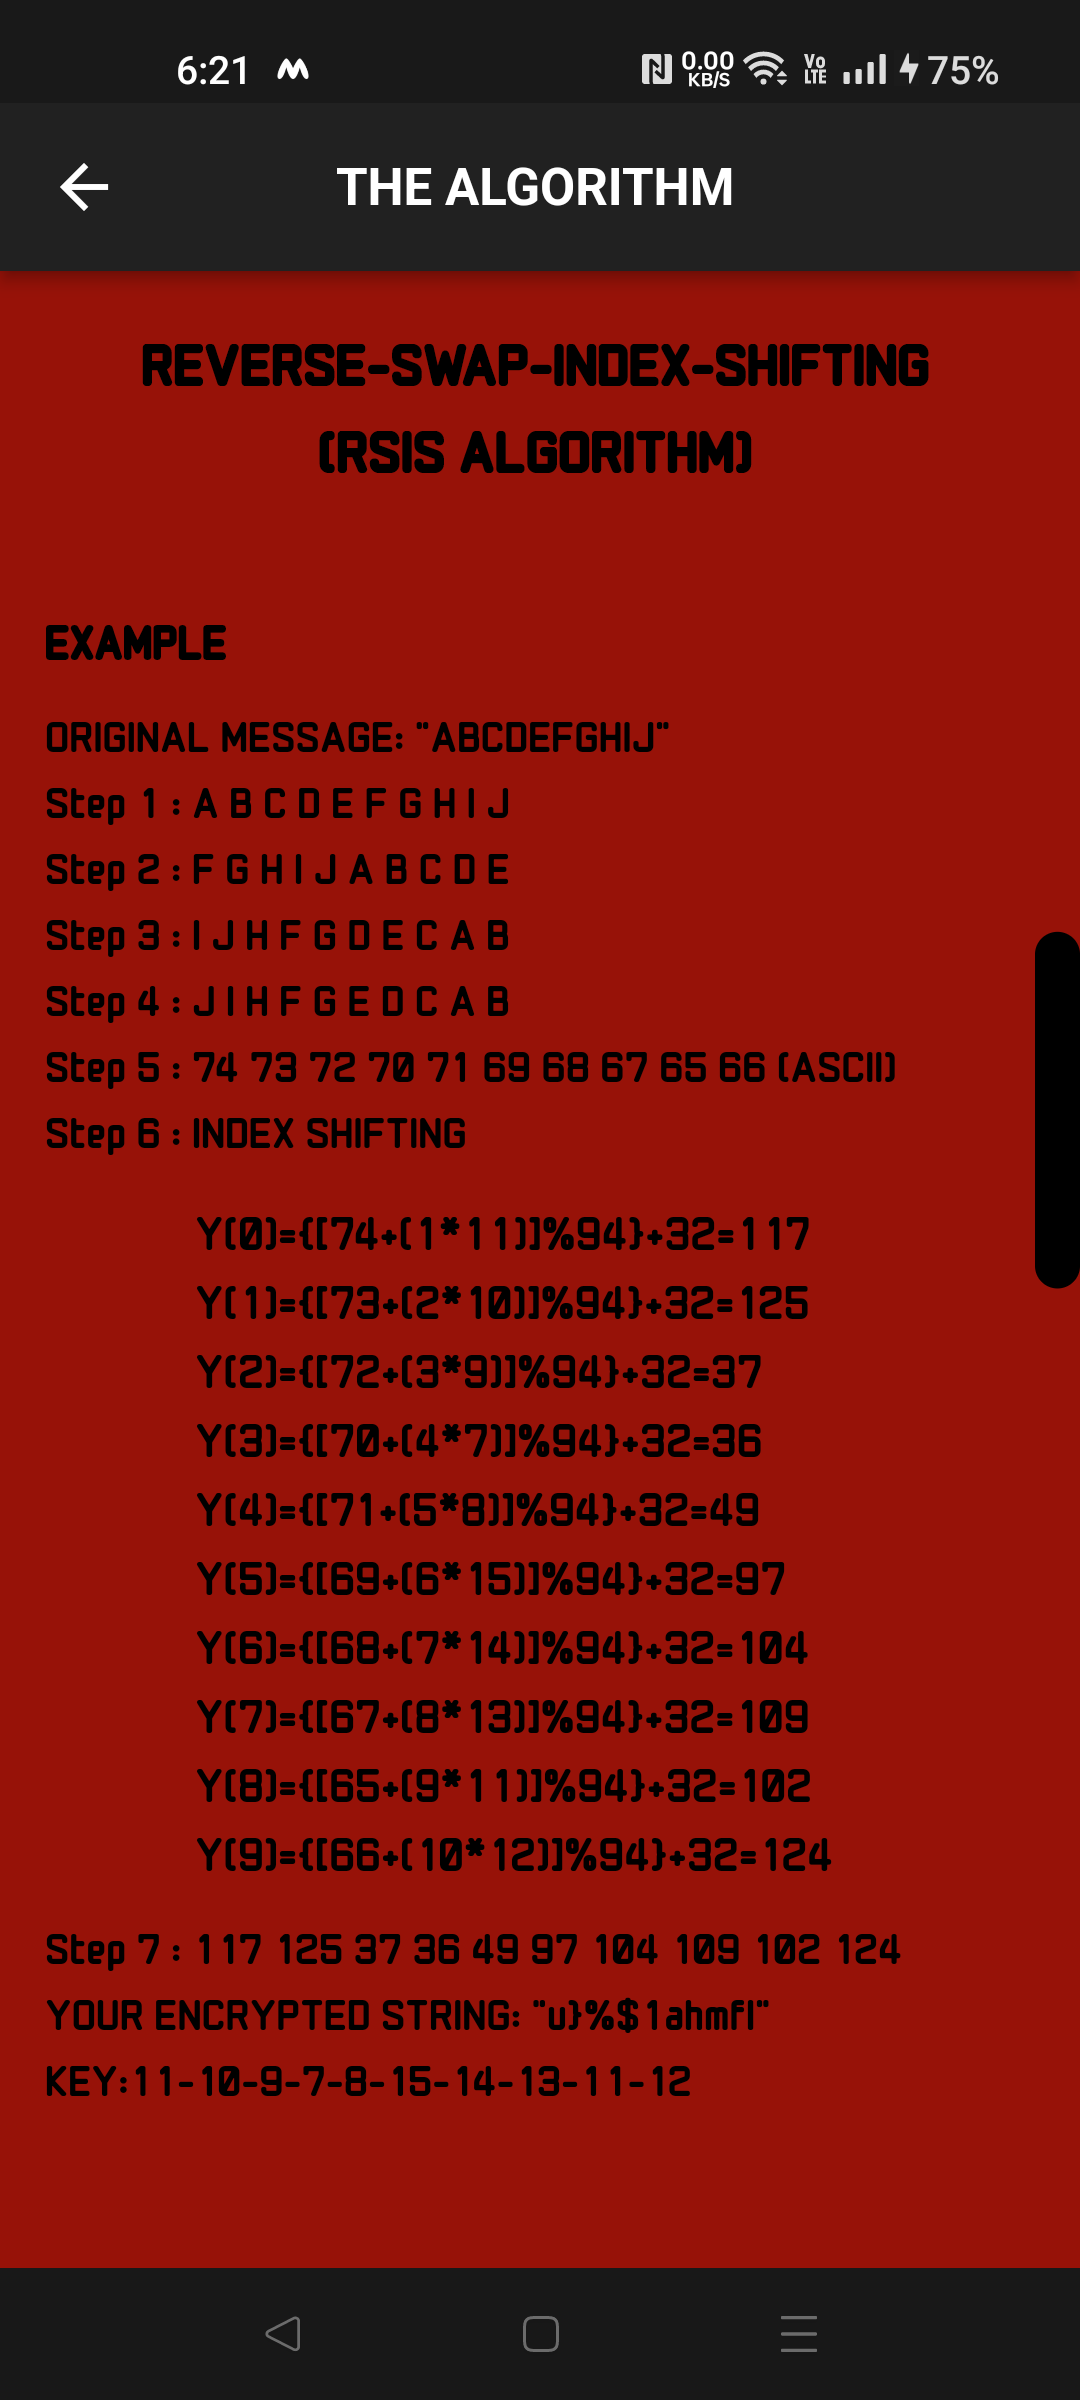 6:21
0.00 KB/S Vo LTE 75%
THE ALGORITHM
REVERSE-SWAP-INDEX-SHIFTING
(RSIS ALGORITHM)
EXAMPLE
ORIGINAL MESSAGE: "ABCDEFGHIJ"
Step 1 : A B C D E F G H I J
Step 2 : F G H I J A B C D E
Step 3 : I J H F G D E C A B
Step 4 : J I H F G E D C A B
Step 5 : 74 73 72 70 71 69 68 67 65 66 (ASCII)
Step 6 : INDEX SHIFTING
Y(0)={[74+(1*11)]%94}+32=117
Y(1)={[73+(2*10)]%94}+32=125
Y(2)={[72+(3*9)]%94}+32=37
Y(3)={[70+(4*7)]%94}+32=36
Y(4)={[71+(5*8)]%94}+32=49
Y(5)={[69+(6*15)]%94}+32=97
Y(6)={[68+(7*14)]%94}+32=104
Y(7)={[67+(8*13)]%94}+32=109
Y(8)={[65+(9*11)]%94}+32=102
Y(9)={[66+(10*12)]%94}+32=124
Step 7 : 117 125 37 36 49 97 104 109 102 124
YOUR ENCRYPTED STRING: "u}%$1ahmf|"
KEY:11-10-9-7-8-15-14-13-11-12